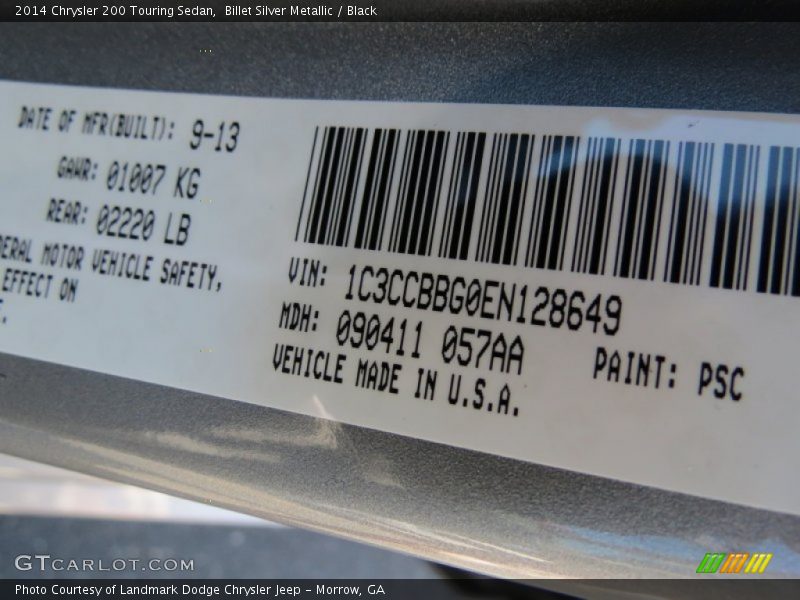 2014 Chrysler 200 Touring Sedan,  Billet Silver Metallic / Black
DATE OF MFR(BUILT): 9-13
GAWR: 01007 KG
REAR: 02220 LB
MOTOR VEHICLE SAFETY,
EFFECT ON
VIN: 1C3CCBBG0EN128649
MDH: 090411 057AA
PAINT: PSC
VEHICLE MADE IN U.S.A.
GTCARLOT.COM
Photo Courtesy of Landmark Dodge Chrysler Jeep – Morrow, GA